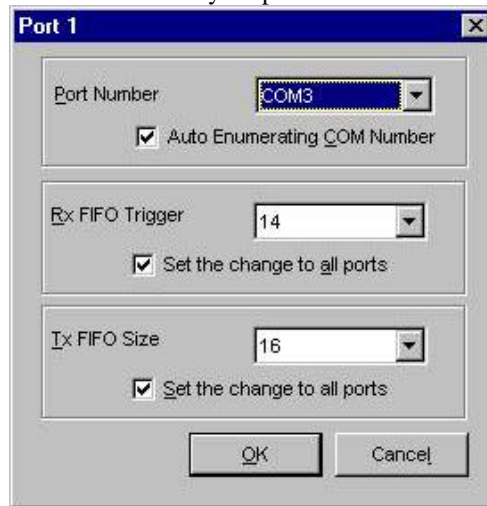 Port 1
Port Number
COM3
Auto Enumerating COM Number
Rx FIFO Trigger
14
Set the change to all ports
Tx FIFO Size
16
Set the change to all ports
OK
Cancel